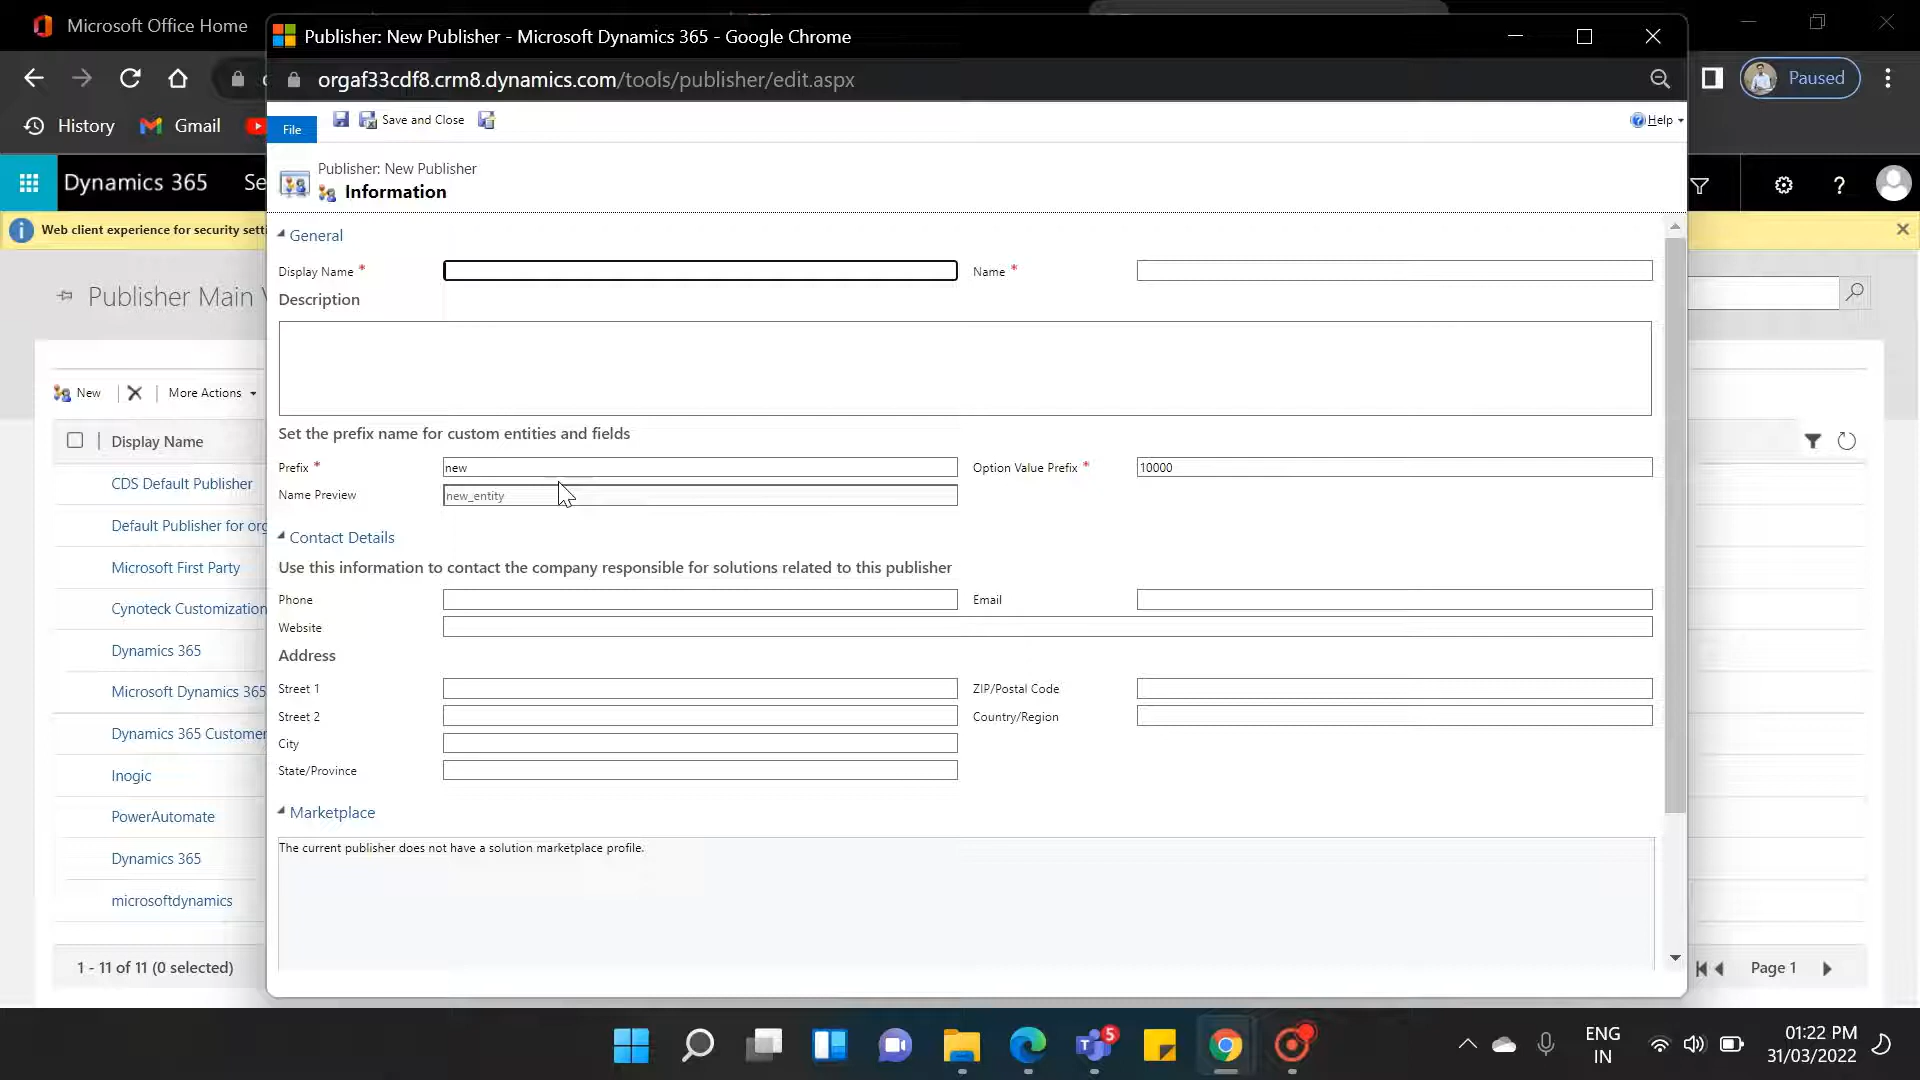 Microsoft Office Home
Publisher: New Publisher - Microsoft Dynamics 365 - Google Chrome
orgaf33cdf8.crm8.dynamics.com/tools/publisher/edit.aspx
Paused
History
Gmail
File
Save and Close
Help
Dynamics 365
Se
Publisher: New Publisher
Information
Web client experience for security setti
General
Display Name *
Name *
Publisher Main
Description
New
More Actions
Set the prefix name for custom entities and fields
Display Name
Prefix *
new
Option Value Prefix *
10000
CDS Default Publisher
Name Preview
new_entity
Default Publisher for org
Contact Details
Microsoft First Party
Use this information to contact the company responsible for solutions related to this publisher
Phone
Email
Cynoteck Customization
Website
Dynamics 365
Address
Microsoft Dynamics 365
Street 1
ZIP/Postal Code
Street 2
Country/Region
Dynamics 365 Customer
City
Inogic
State/Province
PowerAutomate
Marketplace
The current publisher does not have a solution marketplace profile.
Dynamics 365
microsoftdynamics
1 - 11 of 11 (0 selected)
Page 1
5
ENG
IN
01:22 PM
31/03/2022